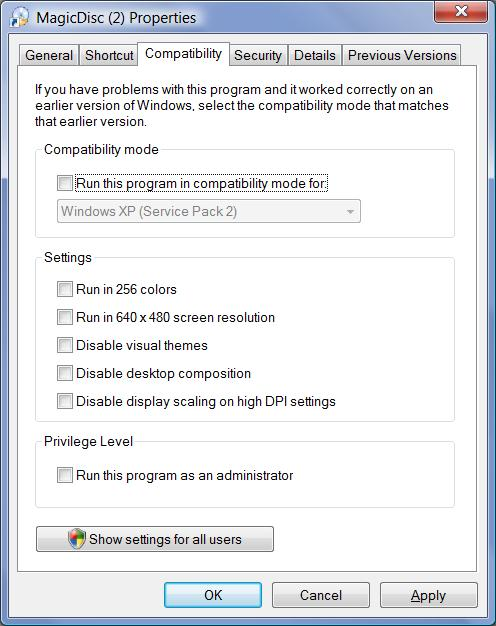 MagicDisc (2) Properties
General Shortcut Compatibility Security Details Previous Versions
If you have problems with this program and it worked correctly on an
earlier version of Windows, select the compatibility mode that matches
that earlier version.
Compatibility mode
Run this program in compatibility mode for:
Windows XP (Service Pack 2)
Settings
Run in 256 colors
Run in 640 x 480 screen resolution
Disable visual themes
Disable desktop composition
Disable display scaling on high DPI settings
Privilege Level
Run this program as an administrator
Show settings for all users
OK Cancel Apply